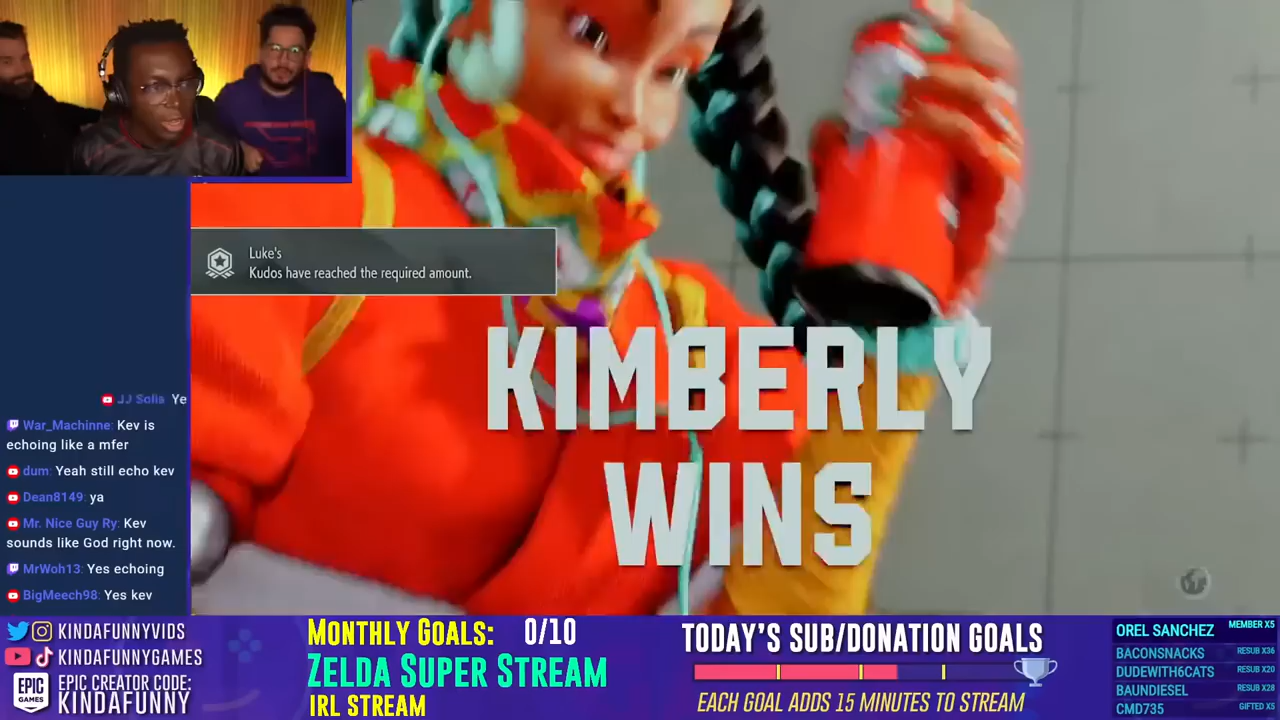 Luke's
Kudos have reached the required amount.
KIMBERLY
WINS
JJ Solis Ye
War_Machinne: Kev is
echoing like a mfer
dum: Yeah still echo kev
Dean8149: ya
Mr. Nice Guy Ry: Kev
sounds like God right now.
MrWoh13: Yes echoing
BigMeech98: Yes kev
KINDAFUNNYVIDS
KINDAFUNNYGAMES
EPIC GAMES
EPIC CREATOR CODE:
KINDAFUNNY
MONTHLY GOALS: 0/10
ZELDA SUPER STREAM
IRL STREAM
TODAY'S SUB/DONATION GOALS
EACH GOAL ADDS 15 MINUTES TO STREAM
OREL SANCHEZ MEMBER X5
BACONSNACKS RESUB X36
DUDEWITH6CATS RESUB X20
BAUNDIESEL RESUB X28
CMD735 GIFTED X5